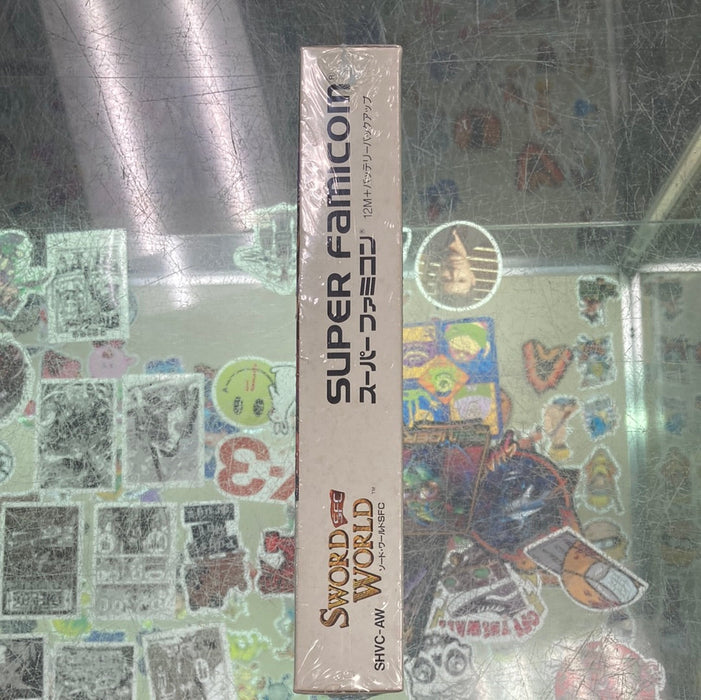 SUPER Famicom®
スーパーファミコン®
12M+バッテリーバックアップ
SWORD SFC
WORLD™
ソード・ワールドSFC
SHVC-AW